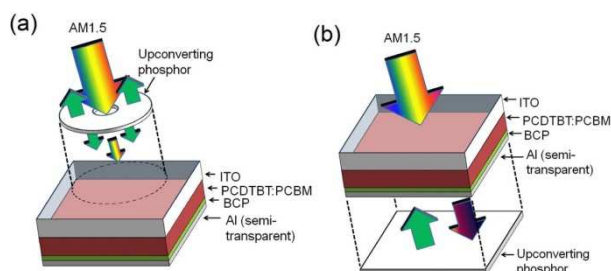 (a)
AM1.5
Upconverting
phosphor
ITO
PCDTBT:PCBM
BCP
Al (semi-
transparent)
(b)
AM1.5
ITO
PCDTBT:PCBM
BCP
Al (semi-
transparent)
Upconverting
phosphor